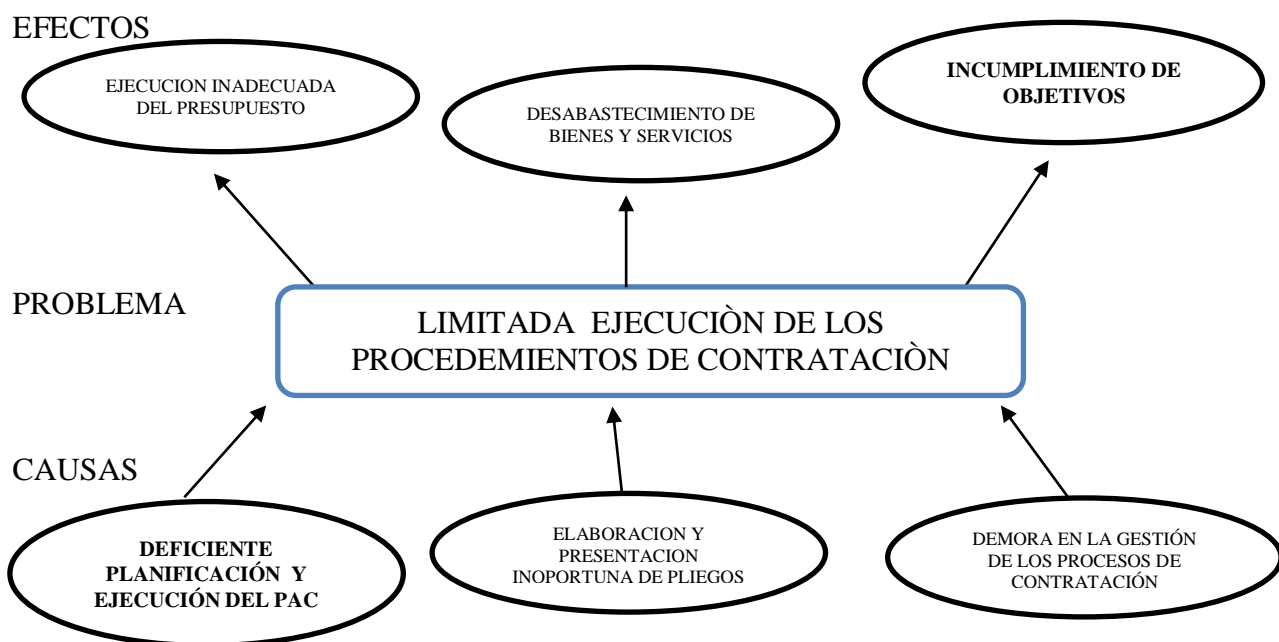 EFECTOS
EJECUCION INADECUADA
DEL PRESUPUESTO
DESABASTECIMIENTO DE
BIENES Y SERVICIOS
INCUMPLIMIENTO DE
OBJETIVOS
PROBLEMA
LIMITADA EJECUCIÒN DE LOS
PROCEDEMIENTOS DE CONTRATACIÒN
CAUSAS
DEFICIENTE
PLANIFICACIÓN Y
EJECUCIÓN DEL PAC
ELABORACION Y
PRESENTACION
INOPORTUNA DE PLIEGOS
DEMORA EN LA GESTIÓN
DE LOS PROCESOS DE
CONTRATACIÓN